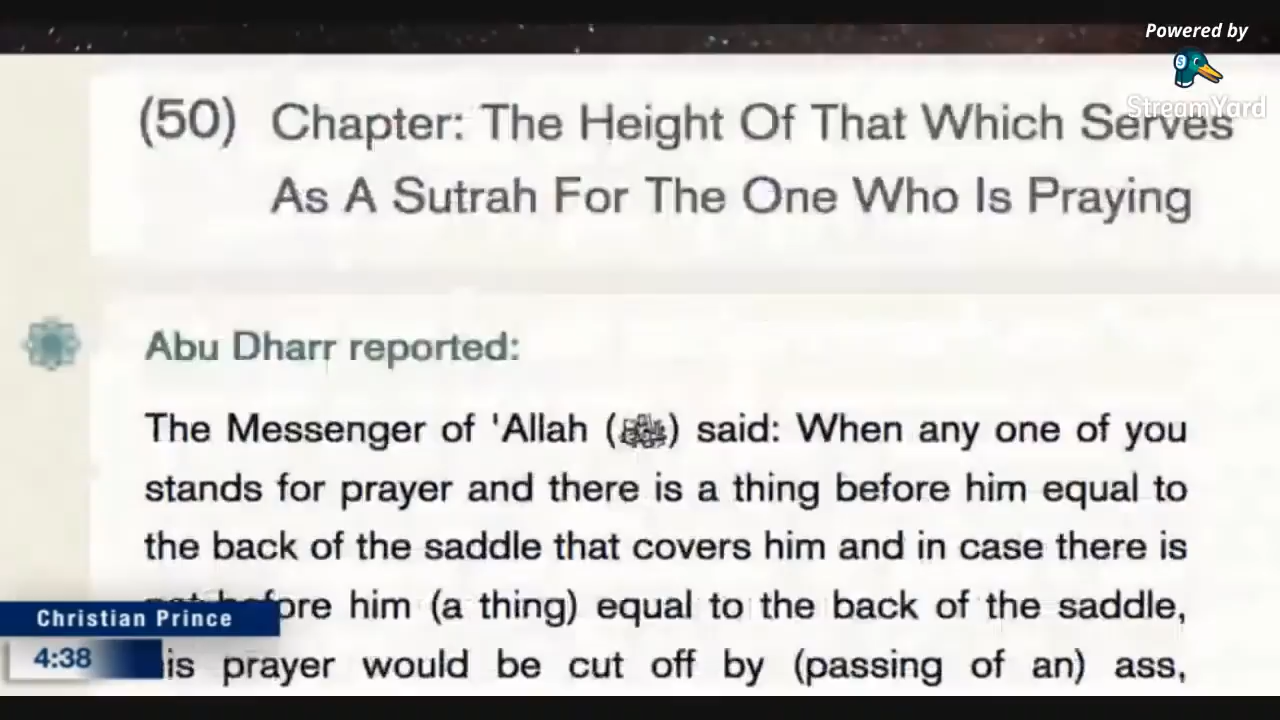 Powered by
StreamYard
(50) Chapter: The Height Of That Which Serves
As A Sutrah For The One Who Is Praying
Abu Dharr reported:
The Messenger of 'Allah (ﷺ) said: When any one of you
stands for prayer and there is a thing before him equal to
the back of the saddle that covers him and in case there is
before him (a thing) equal to the back of the saddle,
prayer would be cut off by (passing of an) ass,
Christian Prince
4:38